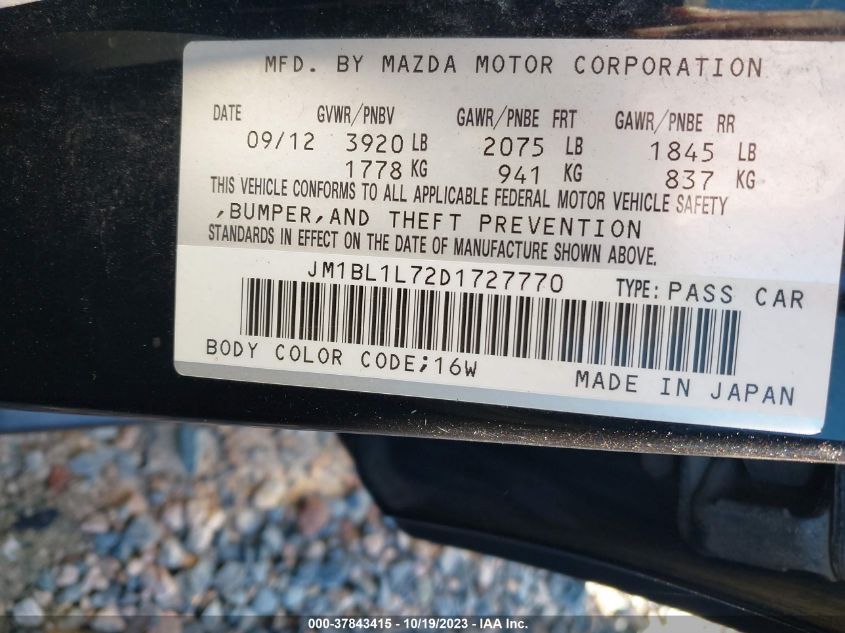 MFD. BY MAZDA MOTOR CORPORATION
DATE GVWR/PNBV GAWR/PNBE FRT GAWR/PNBE RR
09/12 3920 LB 2075 LB 1845 LB
1778 KG 941 KG 837 KG
THIS VEHICLE CONFORMS TO ALL APPLICABLE FEDERAL MOTOR VEHICLE SAFETY
,BUMPER,AND THEFT PREVENTION
STANDARDS IN EFFECT ON THE DATE OF MANUFACTURE SHOWN ABOVE.
JM1BL1L72D1727770 TYPE: PASS CAR
BODY COLOR CODE;16W
MADE IN JAPAN
000-37843415 - 10/19/2023 - IAA Inc.